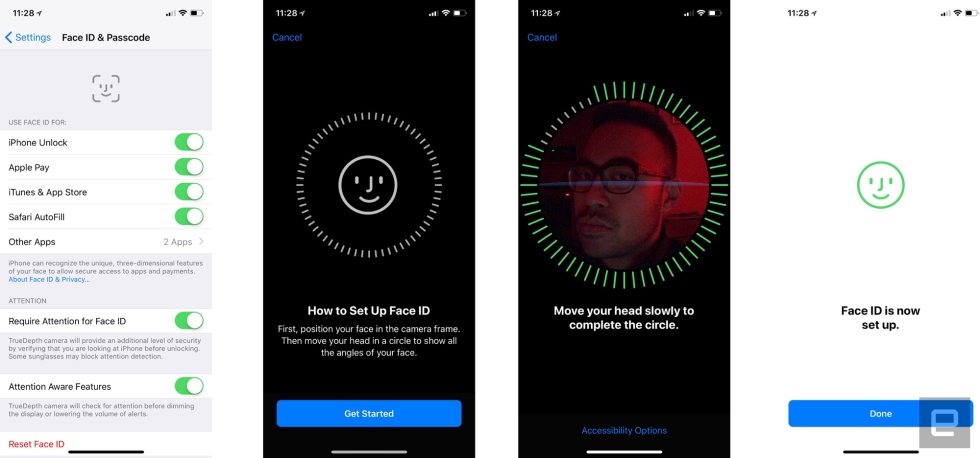 11:28
Settings
Face ID & Passcode
USE FACE ID FOR:
iPhone Unlock
Apple Pay
iTunes & App Store
Safari AutoFill
Other Apps
2 Apps
iPhone can recognize the unique, three-dimensional features
of your face to allow secure access to apps and payments.
About Face ID & Privacy...
ATTENTION
Require Attention for Face ID
TrueDepth camera will provide an additional level of security
by verifying that you are looking at iPhone before unlocking.
Some sunglasses may block attention detection.
Attention Aware Features
TrueDepth camera will check for attention before dimming
the display or lowering the volume of alerts.
Reset Face ID
11:28
Cancel
How to Set Up Face ID
First, position your face in the camera frame.
Then move your head in a circle to show all
the angles of your face.
Get Started
11:28
Cancel
Move your head slowly to
complete the circle.
Accessibility Options
11:28
Face ID is now
set up.
Done
e